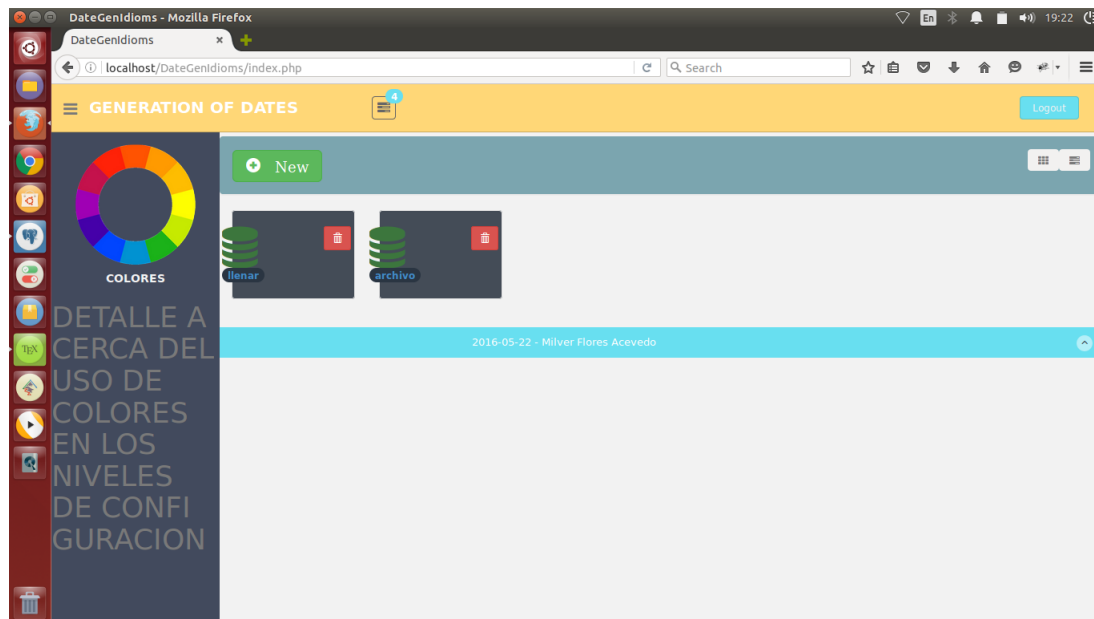 DateGenIdioms - Mozilla Firefox
En
19:22
DateGenIdioms
localhost/DateGenIdioms/index.php
Search
GENERATION OF DATES
4
Logout
New
COLORES
llenar
archivo
DETALLE A
CERCA DEL
USO DE
COLORES
EN LOS
NIVELES
DE CONFI
GURACION
2016-05-22 - Milver Flores Acevedo
TEX